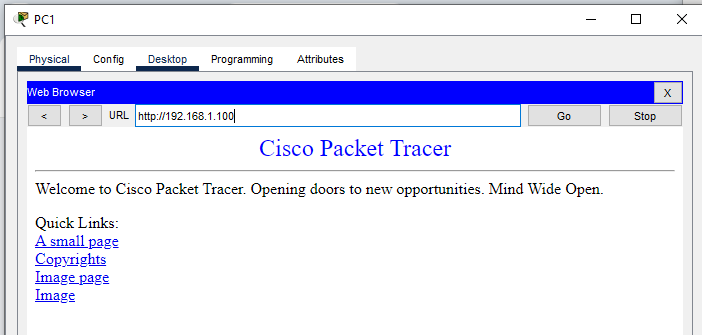 PC1
Physical Config Desktop Programming Attributes
Web Browser X
< > URL http://192.168.1.100 Go Stop
Cisco Packet Tracer
Welcome to Cisco Packet Tracer. Opening doors to new opportunities. Mind Wide Open.
Quick Links:
A small page
Copyrights
Image page
Image